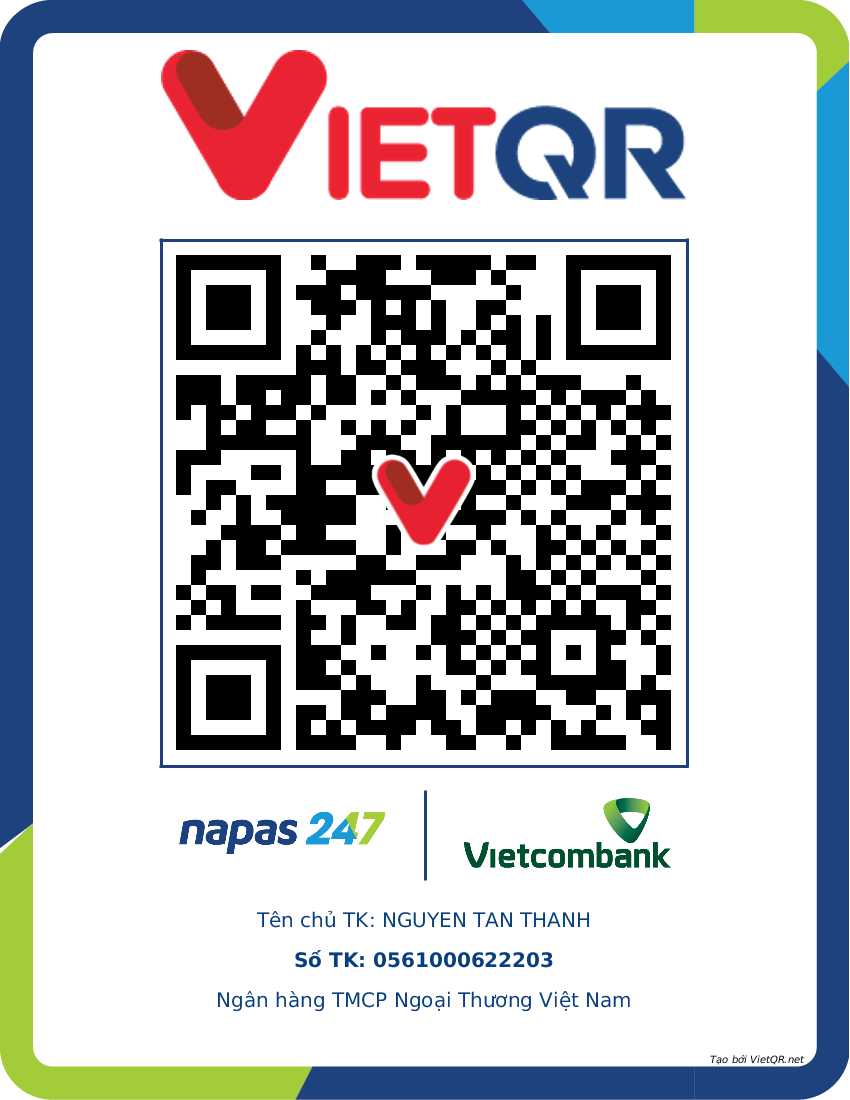 VIETQR
napas 247
Vietcombank
Tên chủ TK: NGUYEN TAN THANH
Số TK: 0561000622203
Ngân hàng TMCP Ngoại Thương Việt Nam
Tạo bởi VietQR.net